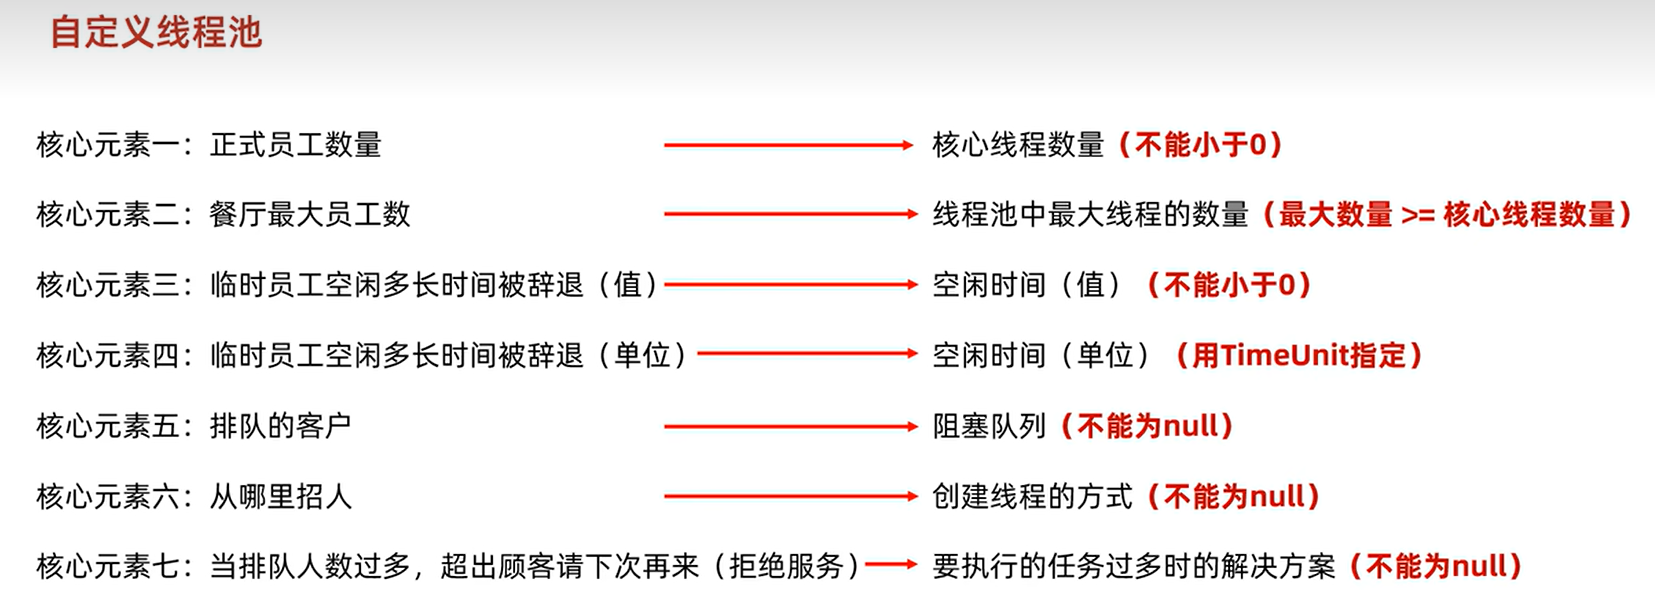 自定义线程池
核心元素一：正式员工数量 核心线程数量（不能小于0）
核心元素二：餐厅最大员工数 线程池中最大线程的数量（最大数量 >= 核心线程数量）
核心元素三：临时员工空闲多长时间被辞退（值） 空闲时间（值）（不能小于0）
核心元素四：临时员工空闲多长时间被辞退（单位） 空闲时间（单位）（用TimeUnit指定）
核心元素五：排队的客户 阻塞队列（不能为null）
核心元素六：从哪里招人 创建线程的方式（不能为null）
核心元素七：当排队人数过多，超出顾客请下次再来（拒绝服务） 要执行的任务过多时的解决方案（不能为null）